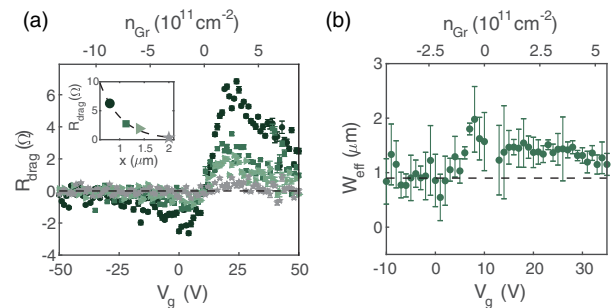 (a)
n_Gr (10^11 cm^-2)
-10 -5 0 5
R_drag (Ω)
6
4
2
0
-2
-4
R_drag (Ω)
10
5
0
1 1.5 2
x (μm)
-50 -25 0 25 50
V_g (V)
(b)
n_Gr (10^11 cm^-2)
-2.5 0 2.5 5
W_eff (μm)
3
2
1
0
-10 0 10 20 30
V_g (V)